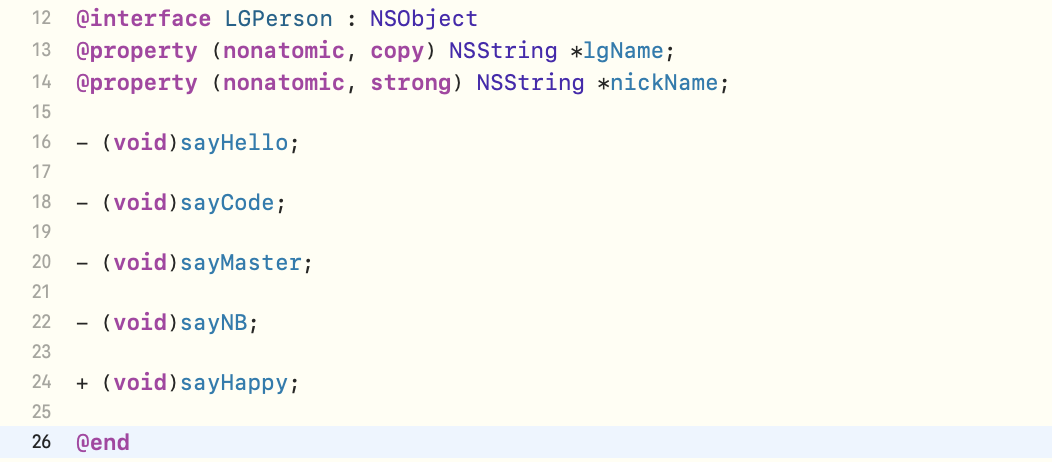 12 @interface LGPerson : NSObject
13 @property (nonatomic, copy) NSString *lgName;
14 @property (nonatomic, strong) NSString *nickName;
15
16 - (void)sayHello;
17
18 - (void)sayCode;
19
20 - (void)sayMaster;
21
22 - (void)sayNB;
23
24 + (void)sayHappy;
25
26 @end